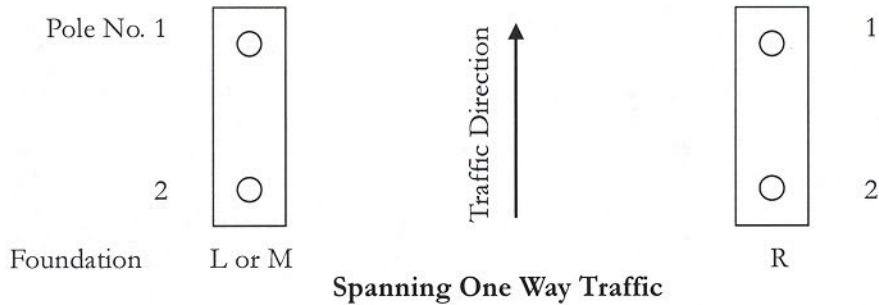 Pole No. 1
1
Traffic Direction
2
2
Foundation L or M R
Spanning One Way Traffic